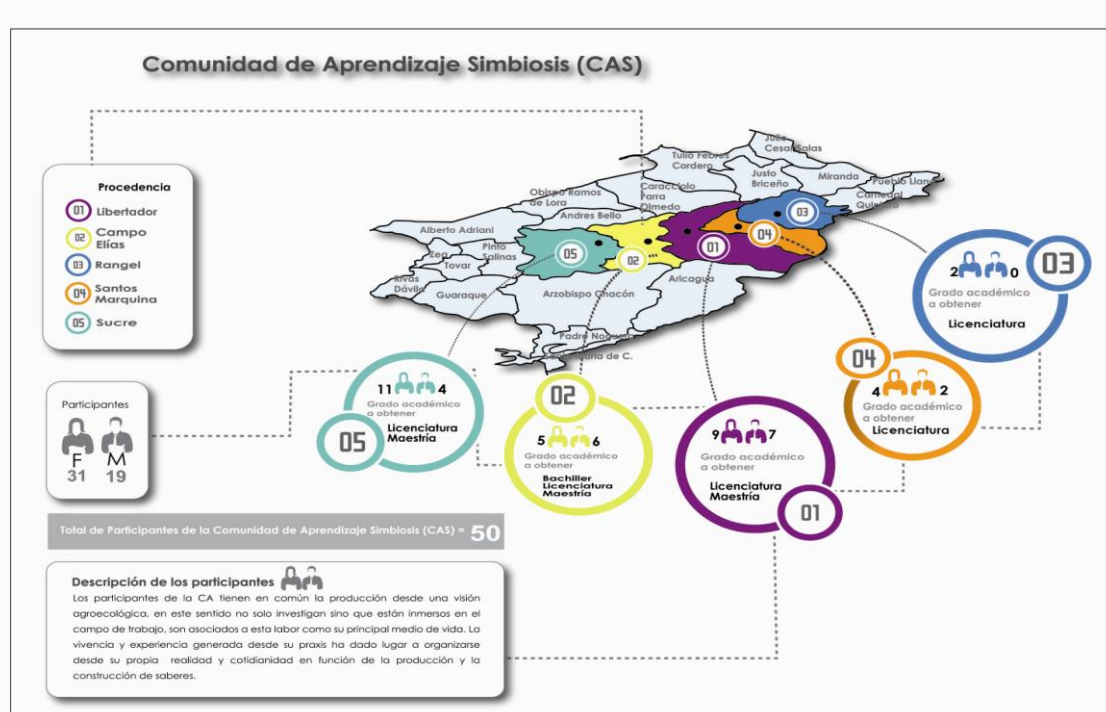 Comunidad de Aprendizaje Simbiosis (CAS)
Procedencia
01 Libertador
02 Campo
Elías
03 Rangel
04 Santos
Marquina
05 Sucre
Julio
Cesar Salas
Tulio Febres
Cordero
Justo
Briceño
Miranda
Pueblo Llano
Cardenal
Quintero
Obispo Ramos
de Lora
Caracciolo
Parra
Olmedo
Andres Bello
Alberto Adriani
Zea
Pinto
Salinas
Tovar
Rivas
Dávila
Guaraque
Arzobispo Chacón
Aricagua
Padre
de C.
05
02
01
04
03
2 0
03
Grado académico
a obtener
Licenciatura
04
4 2
Grado académico
a obtener
Licenciatura
11 4
Grado académico
a obtener
Licenciatura
Maestría
05
02
5 6
Grado académico
a obtener
Bachiller
Licenciatura
Maestría
9 7
Grado académico
a obtener
Licenciatura
Maestría
01
Participantes
F M
31 19
Total de Participantes de la Comunidad de Aprendizaje Simbiosis (CAS) = 50
Descripción de los participantes
Los participantes de la CA tienen en común la producción desde una visión
agroecológica, en este sentido no solo investigan sino que están inmersos en el
campo de trabajo, son asociados a esta labor como su principal medio de vida. La
vivencia y experiencia generada desde su praxis ha dado lugar a organizarse
desde su propia realidad y cotidianidad en función de la producción y la
construcción de saberes.